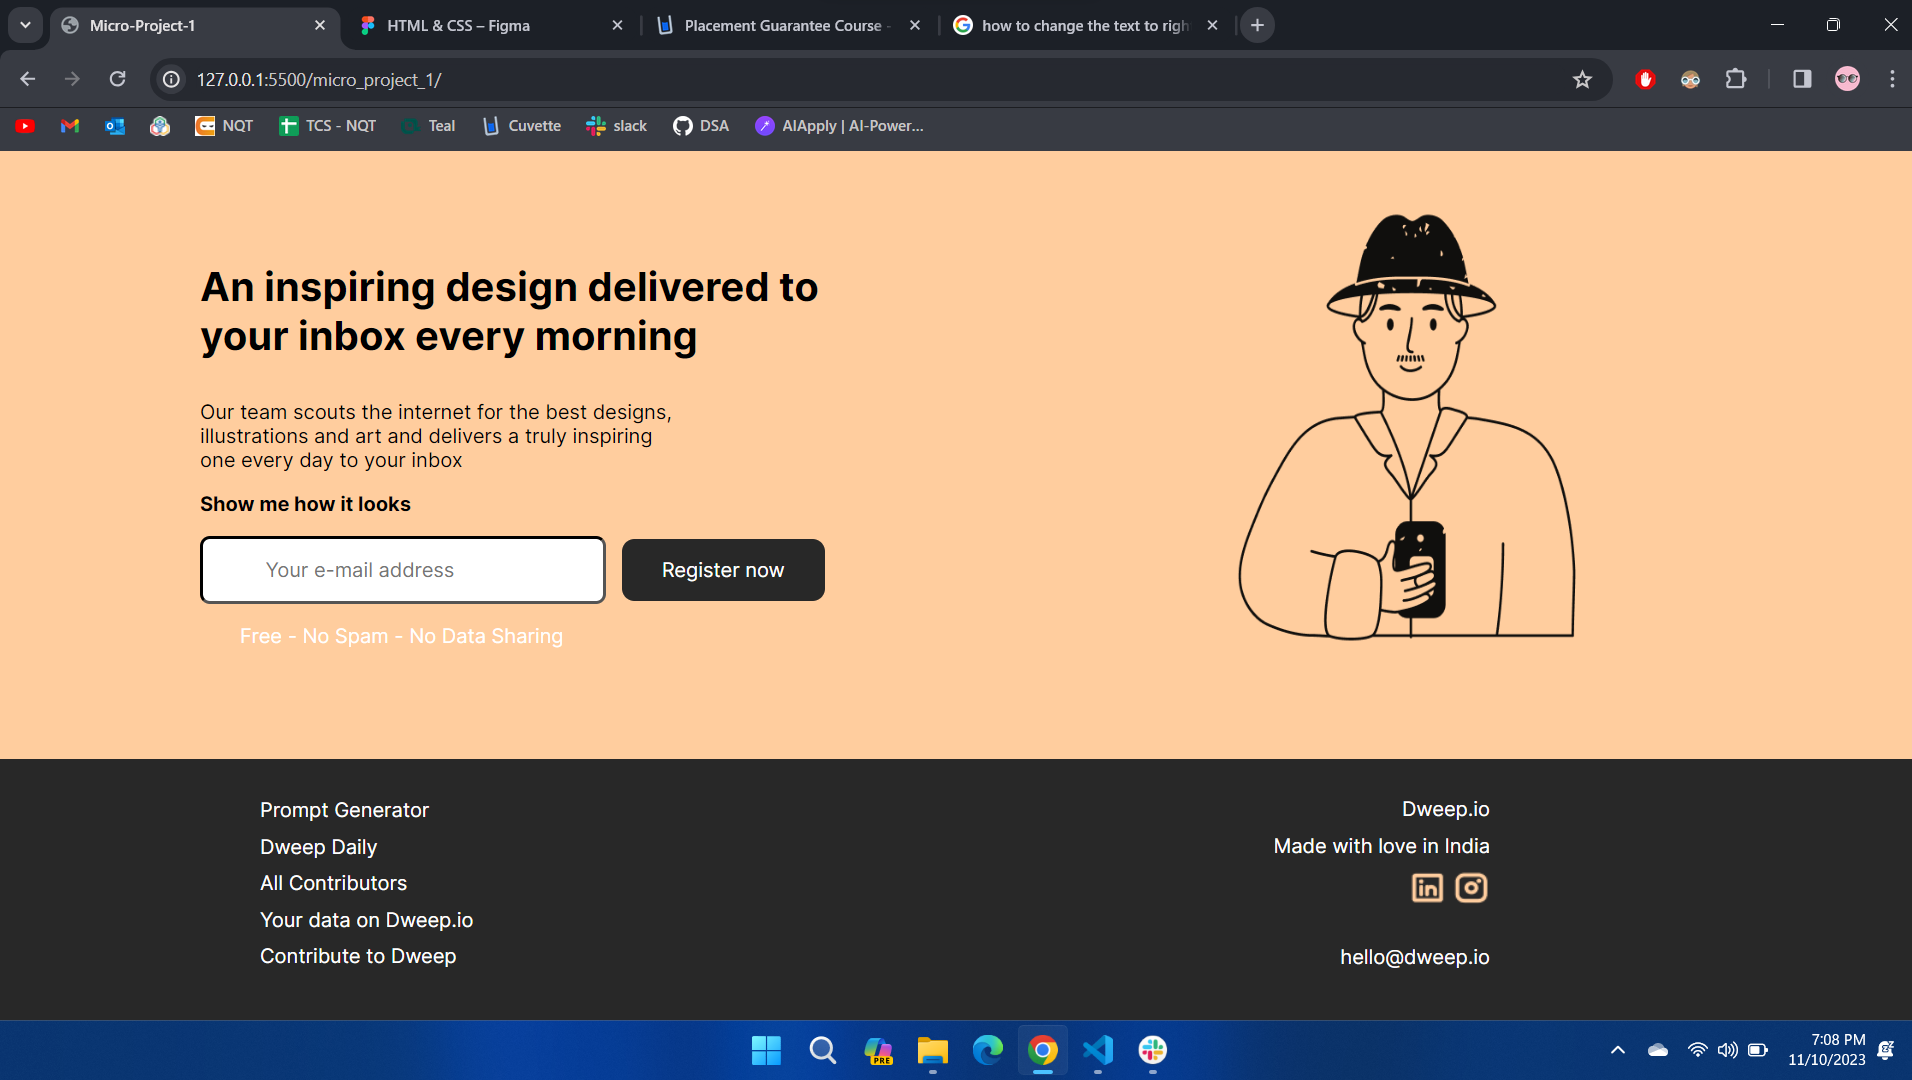 Micro-Project-1
HTML & CSS – Figma
Placement Guarantee Course -
how to change the text to righ
127.0.0.1:5500/micro_project_1/
NQT
TCS - NQT
Teal
Cuvette
slack
DSA
AIApply | AI-Power...
An inspiring design delivered to
your inbox every morning
Our team scouts the internet for the best designs,
illustrations and art and delivers a truly inspiring
one every day to your inbox
Show me how it looks
Your e-mail address
Register now
Free - No Spam - No Data Sharing
Prompt Generator
Dweep Daily
All Contributors
Your data on Dweep.io
Contribute to Dweep
Dweep.io
Made with love in India
in
hello@dweep.io
PRE
7:08 PM
11/10/2023